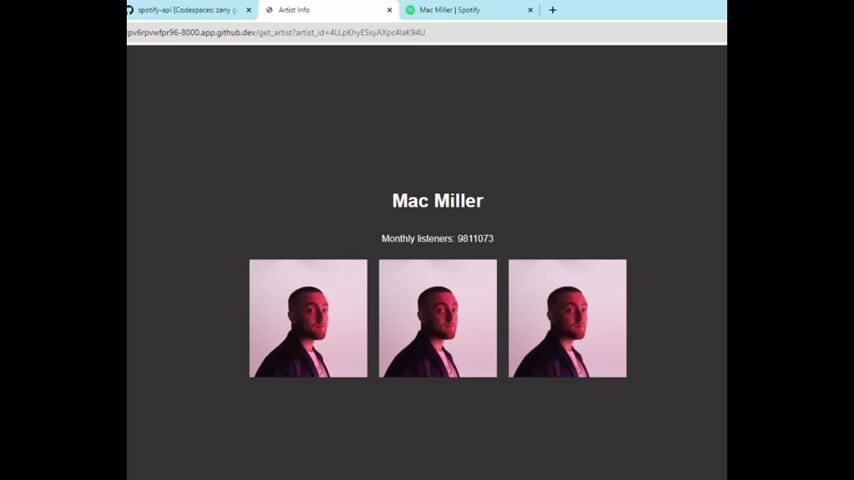 spotify-api [Codespaces: zany g
Artist Info
Mac Miller | Spotify
pv6rpvwfpr96-8000.app.github.dev/get_artist?artist_id=4LLpKhyESsyAXpc4laK94U
Mac Miller
Monthly listeners: 9811073